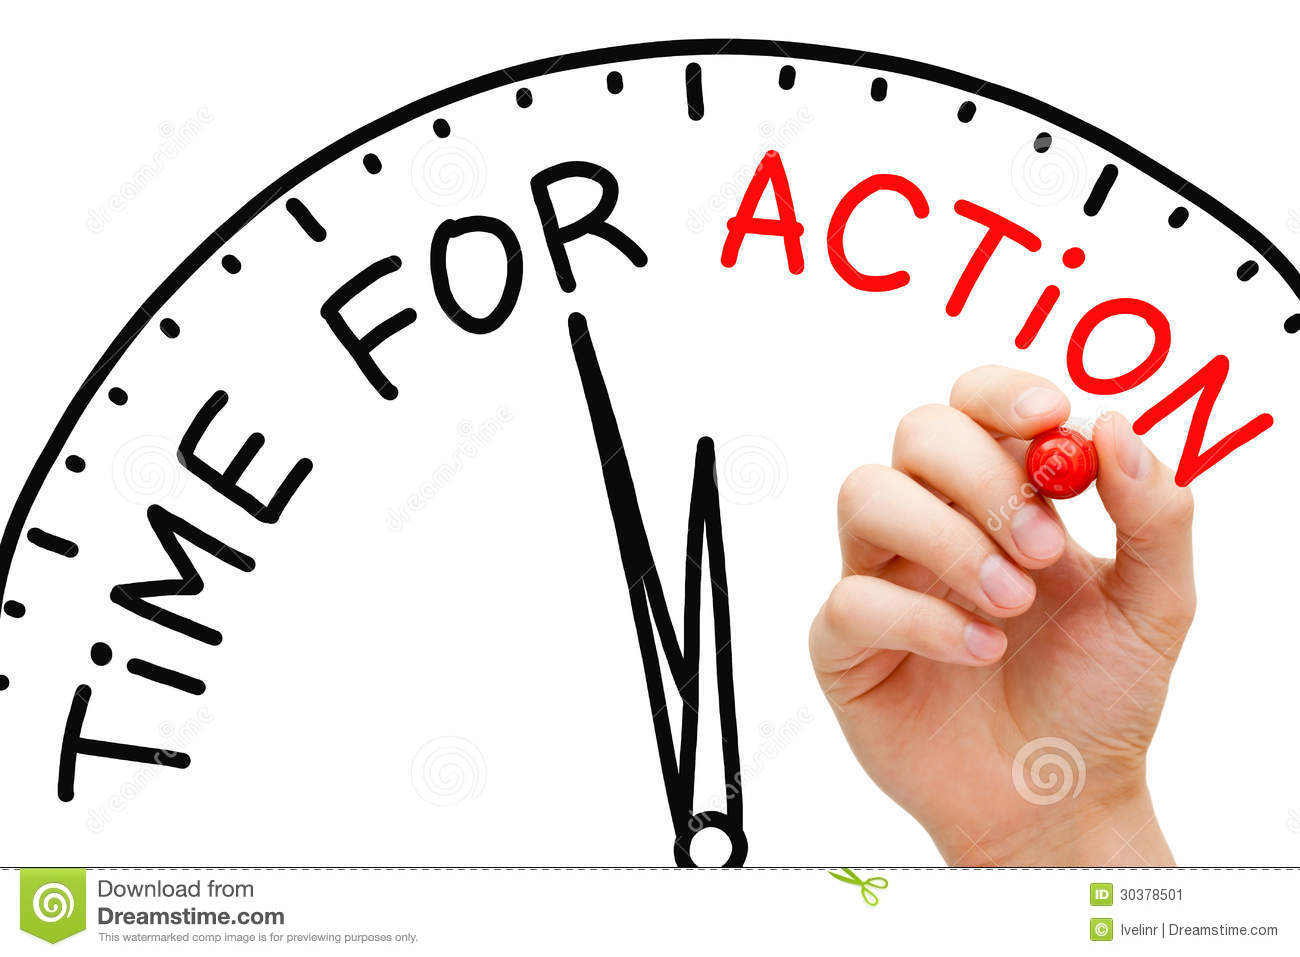 TiME FOR ACTiON
dreamstime
Download from
Dreamstime.com
This watermarked comp image is for previewing purposes only.
ID 30378501
© Ivelinr | Dreamstime.com